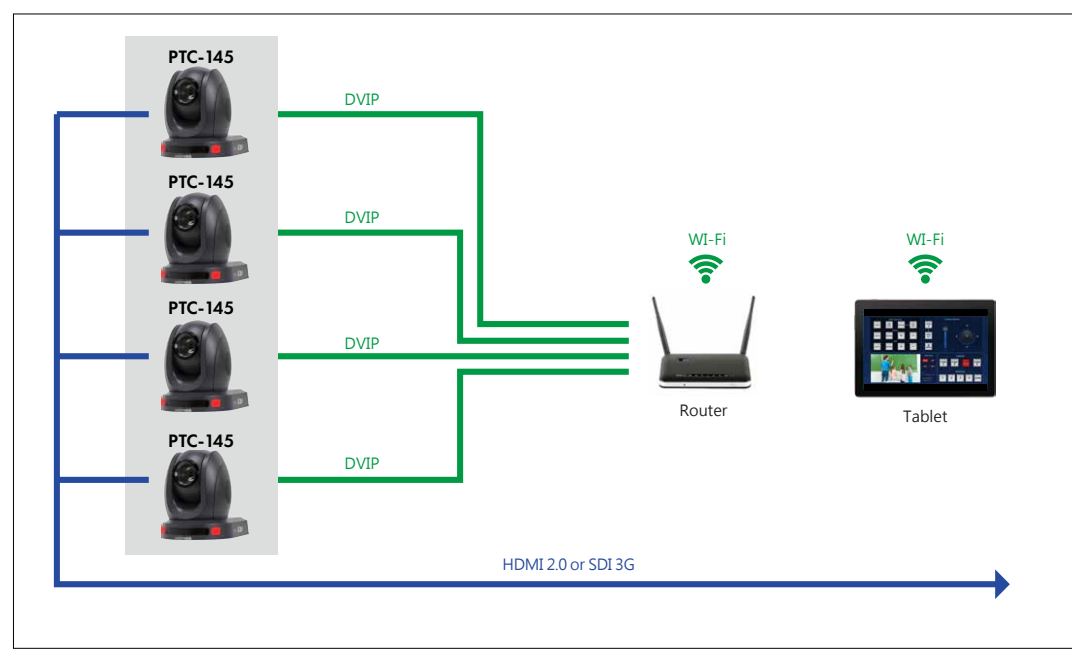 PTC-145
DVIP
PTC-145
DVIP
WI-Fi
WI-Fi
PTC-145
DVIP
Router
Tablet
PTC-145
DVIP
HDMI 2.0 or SDI 3G